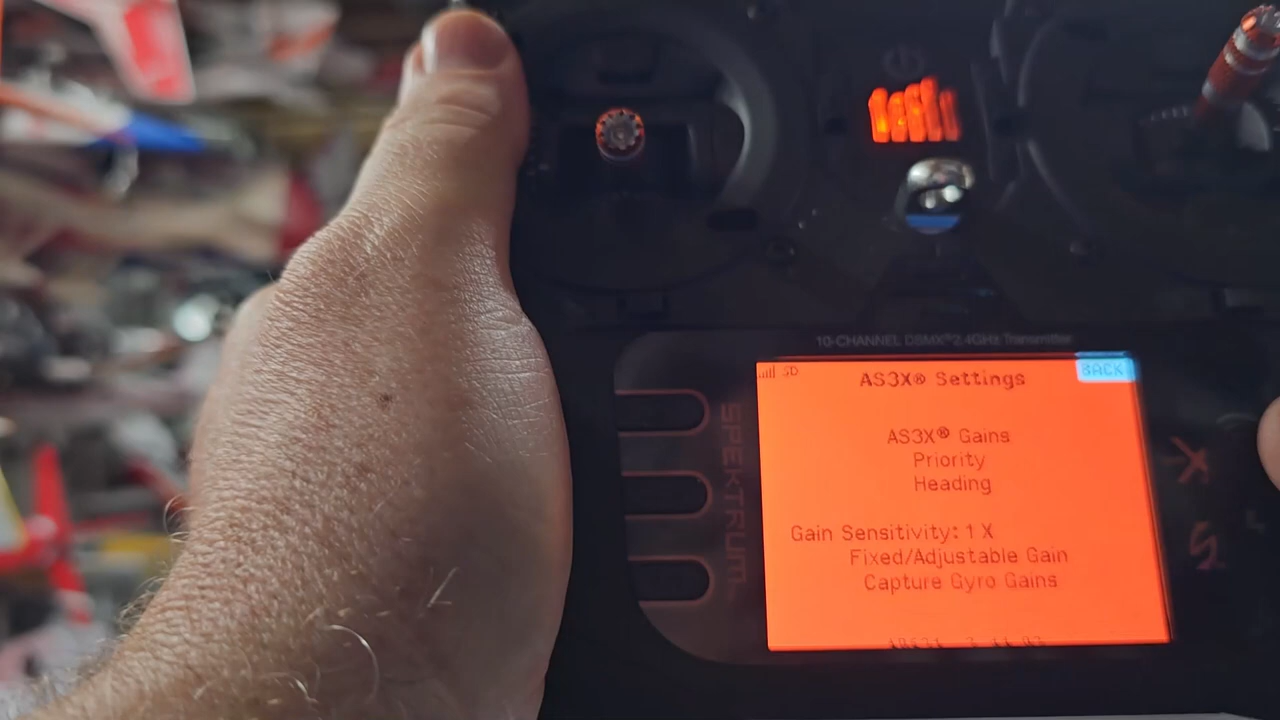 10-CHANNEL DSMX® 2.4GHz Transmitter
SD
BACK
AS3X® Settings
AS3X® Gains
Priority
Heading
Gain Sensitivity: 1 X
Fixed/Adjustable Gain
Capture Gyro Gains
SPEKTRUM